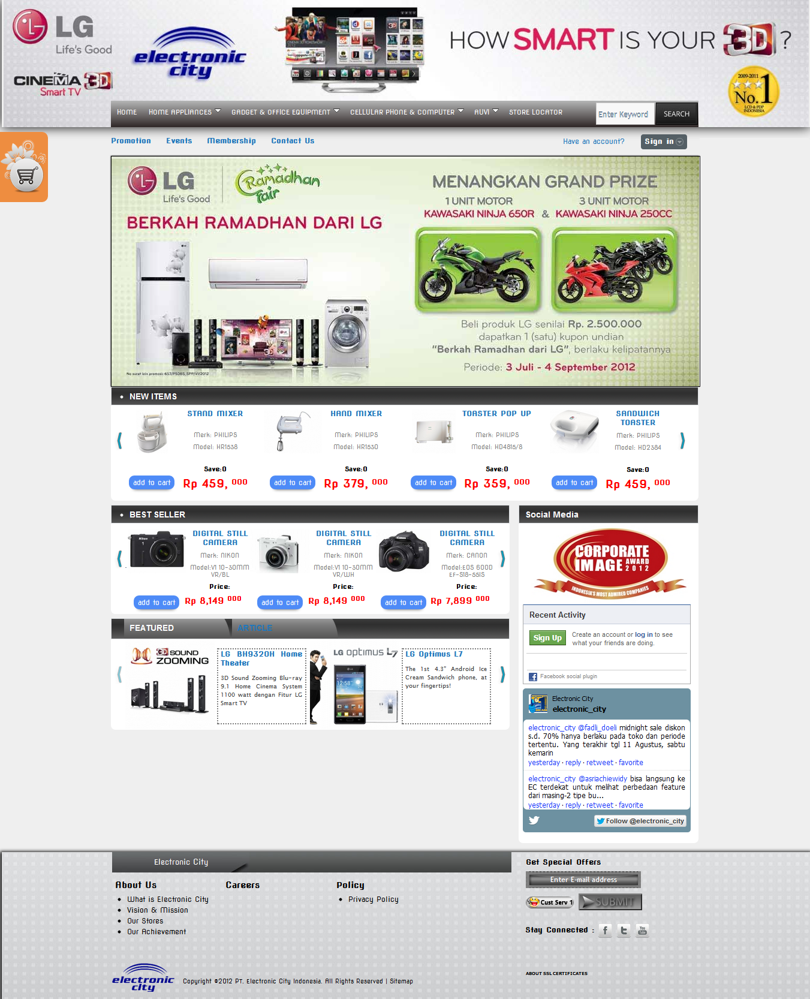 LG
Life's Good
CINEMA 3D
Smart TV
electronic
city
HOW SMART IS YOUR 3D ?
2009-2011
No.1
LCD & PDP
INDONESIA
HOME HOME APPLIANCES GADGET & OFFICE EQUIPMENT CELLULAR PHONE & COMPUTER AUVI STORE LOCATOR
Enter Keyword SEARCH
Promotion Events Membership Contact Us
Have an account? Sign in
LG
Life's Good
Ramadhan
fair
BERKAH RAMADHAN DARI LG
MENANGKAN GRAND PRIZE
1 UNIT MOTOR 3 UNIT MOTOR
KAWASAKI NINJA 650R & KAWASAKI NINJA 250CC
Beli produk LG senilai Rp. 2.500.000
dapatkan 1 (satu) kupon undian
"Berkah Ramadhan dari LG", berlaku kelipatannya
Periode: 3 Juli - 4 September 2012
NEW ITEMS
STAND MIXER
Merk: PHILIPS
Model: HR1538
Save:0
add to cart Rp 459, 000
HAND MIXER
Merk: PHILIPS
Model: HR1530
Save:0
add to cart Rp 379, 000
TOASTER POP UP
Merk: PHILIPS
Model: HD4815/8
Save:0
add to cart Rp 359, 000
SANDWICH
TOASTER
Merk: PHILIPS
Model: HD2384
Save:0
add to cart Rp 459, 000
BEST SELLER
DIGITAL STILL
CAMERA
Merk: NIKON
Model:V1 10-30MM
VR/BL
Price:
add to cart Rp 8,149 000
DIGITAL STILL
CAMERA
Merk: NIKON
Model:V1 10-30MM
VR/WH
Price:
add to cart Rp 8,149 000
DIGITAL STILL
CAMERA
Merk: CANON
Model:EOS 600D
EF-S18-55IS
Price:
add to cart Rp 7,899 000
Social Media
CORPORATE
IMAGE AWARD
2012
INDONESIA'S MOST ADMIRED COMPANIES
Recent Activity
Sign Up
Create an account or log in to see
what your friends are doing.
Facebook social plugin
Electronic City
electronic_city
electronic_city @fadli_doeli midnight sale diskon
s.d. 70% hanya berlaku pada toko dan periode
tertentu. Yang terakhir tgl 11 Agustus, sabtu
kemarin
yesterday · reply · retweet · favorite
electronic_city @asriachiewidy bisa langsung ke
EC terdekat untuk melihat perbedaan feature
dari masing-2 tipe bu...
yesterday · reply · retweet · favorite
Follow @electronic_city
FEATURED ARTICLE
3D SOUND
ZOOMING
LG BH9320H Home
Theater
3D Sound Zooming Blu-ray
9.1 Home Cinema System
1100 watt dengan Fitur LG
Smart TV
LG optimus L7
12:58
LG Optimus L7
The 1st 4.3" Android Ice
Cream Sandwich phone, at
your fingertips!
Electronic City
About Us
What is Electronic City
Vision & Mission
Our Stores
Our Achievement
Careers
Policy
Privacy Policy
Get Special Offers
Enter E-mail address
Cust Serv 1 SUBMIT
Stay Connected :
ABOUT SSL CERTIFICATES
electronic
city
Copyright ©2012 PT. Electronic City Indonesia. All Rights Reserved | Sitemap